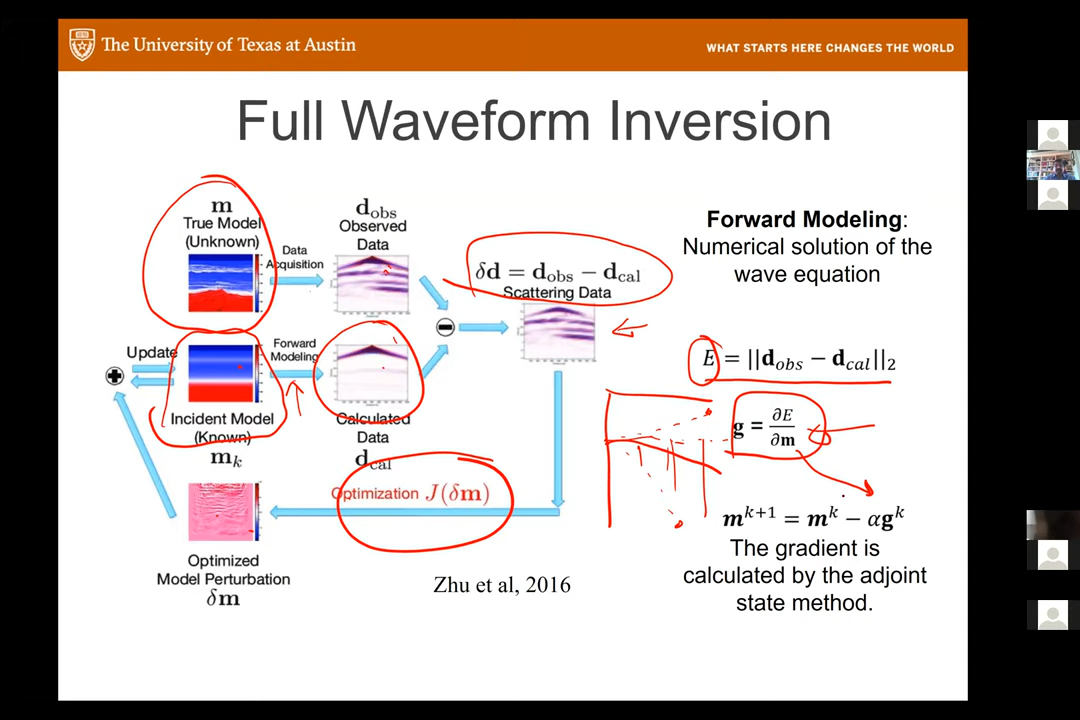 The University of Texas at Austin
WHAT STARTS HERE CHANGES THE WORLD
Full Waveform Inversion
m
True Model
(Unknown)
Data
Acquisition
d_obs
Observed
Data
δd = d_obs − d_cal
Scattering Data
Forward Modeling:
Numerical solution of the
wave equation
Update
Forward
Modeling
Incident Model
(Known)
m_k
Calculated
Data
d_cal
E = ||d_obs − d_cal||_2
g = ∂E/∂m
Optimization J(δm)
m^{k+1} = m^k − αg^k
The gradient is
calculated by the adjoint
state method.
Optimized
Model Perturbation
δm
Zhu et al, 2016